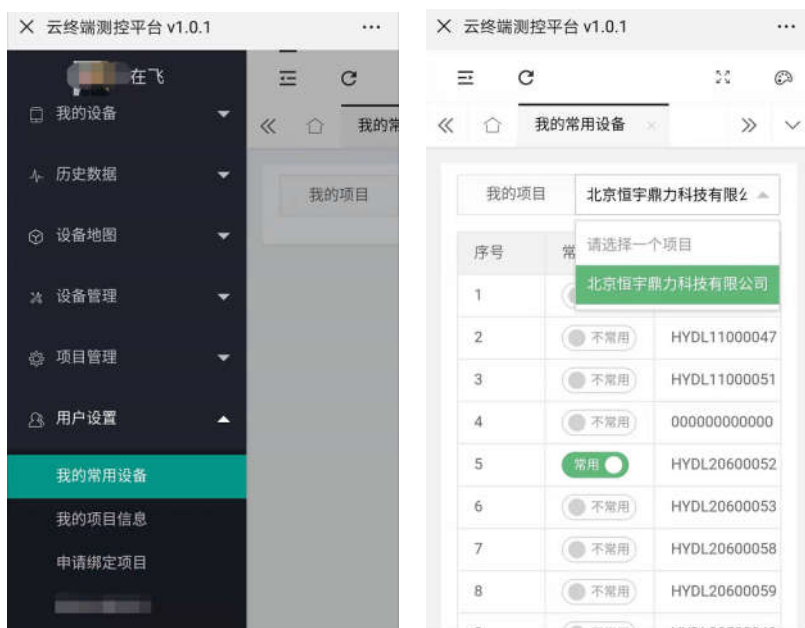 云终端测控平台 v1.0.1
在飞
我的设备
历史数据
设备地图
设备管理
项目管理
用户设置
我的常用设备
我的项目信息
申请绑定项目
我的常
我的项目
云终端测控平台 v1.0.1
我的常用设备
我的项目 北京恒宇鼎力科技有限
请选择一个项目
北京恒宇鼎力科技有限公司
序号 常
1
2 不常用 HYDL11000047
3 不常用 HYDL11000051
4 不常用 000000000000
5 常用 HYDL20600052
6 不常用 HYDL20600053
7 不常用 HYDL20600058
8 不常用 HYDL20600059